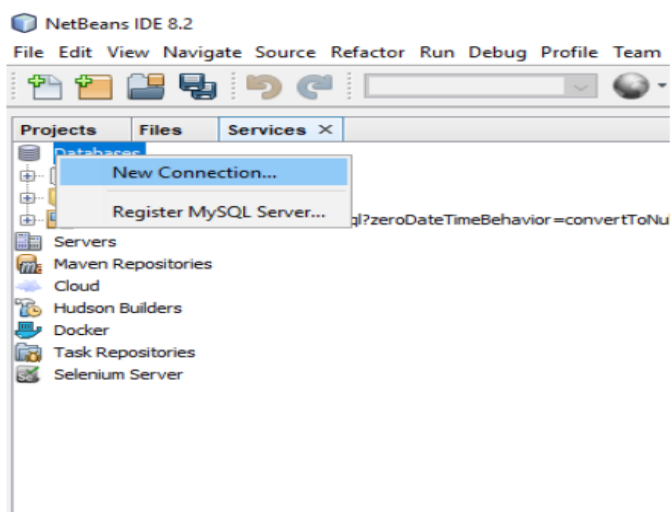 NetBeans IDE 8.2
File Edit View Navigate Source Refactor Run Debug Profile Team
Projects Files Services
Databases
New Connection...
Register MySQL Server...
ql?zeroDateTimeBehavior=convertToNu
Servers
Maven Repositories
Cloud
Hudson Builders
Docker
Task Repositories
Selenium Server